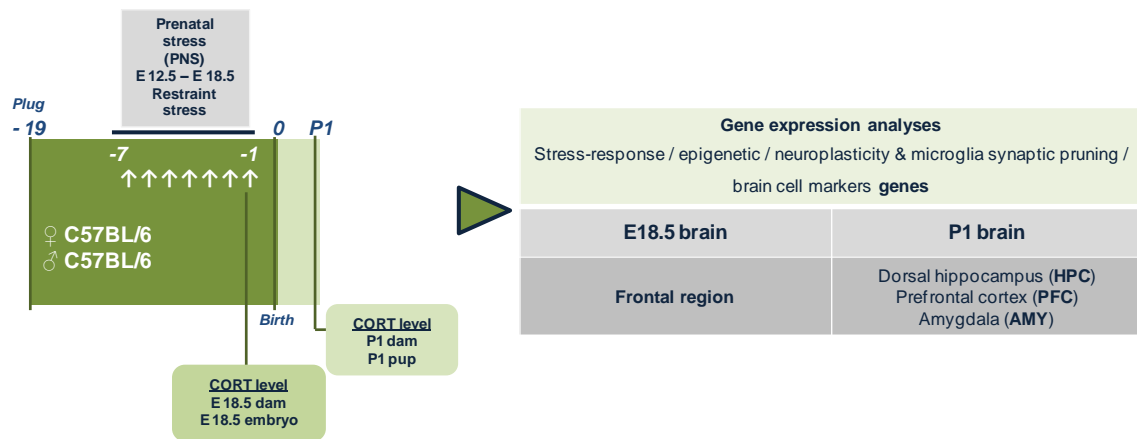 Prenatal
stress
(PNS)
E 12.5 – E 18.5
Restraint
stress
Plug
- 19
0
P1
-7
-1
♀ C57BL/6
♂ C57BL/6
Birth
CORT level
P1 dam
P1 pup
CORT level
E 18.5 dam
E 18.5 embryo
Gene expression analyses
Stress-response / epigenetic / neuroplasticity & microglia synaptic pruning /
brain cell markers genes
E18.5 brain
P1 brain
Frontal region
Dorsal hippocampus (HPC)
Prefrontal cortex (PFC)
Amygdala (AMY)